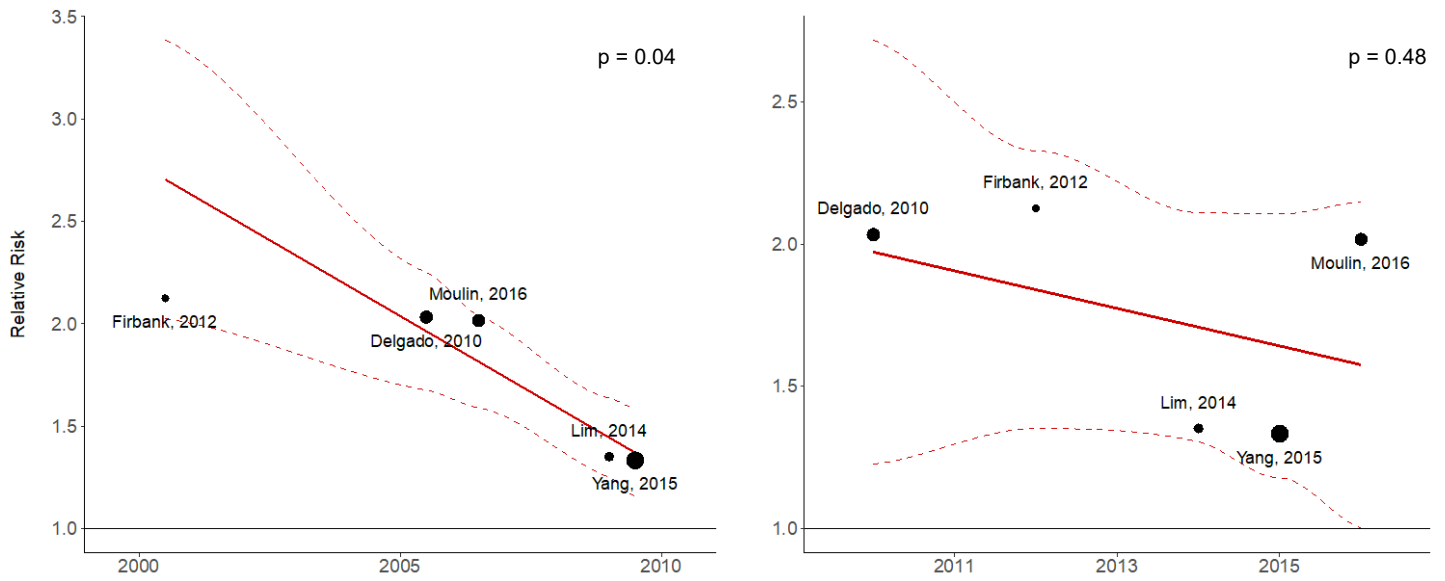 3.5
p = 0.04
3.0
2.5
Relative Risk
Moulin, 2016
2.0
Firbank, 2012
Delgado, 2010
1.5
Lim, 2014
Yang, 2015
1.0
2000
2005
2010
p = 0.48
2.5
Firbank, 2012
Delgado, 2010
2.0
Moulin, 2016
1.5
Lim, 2014
Yang, 2015
1.0
2011
2013
2015